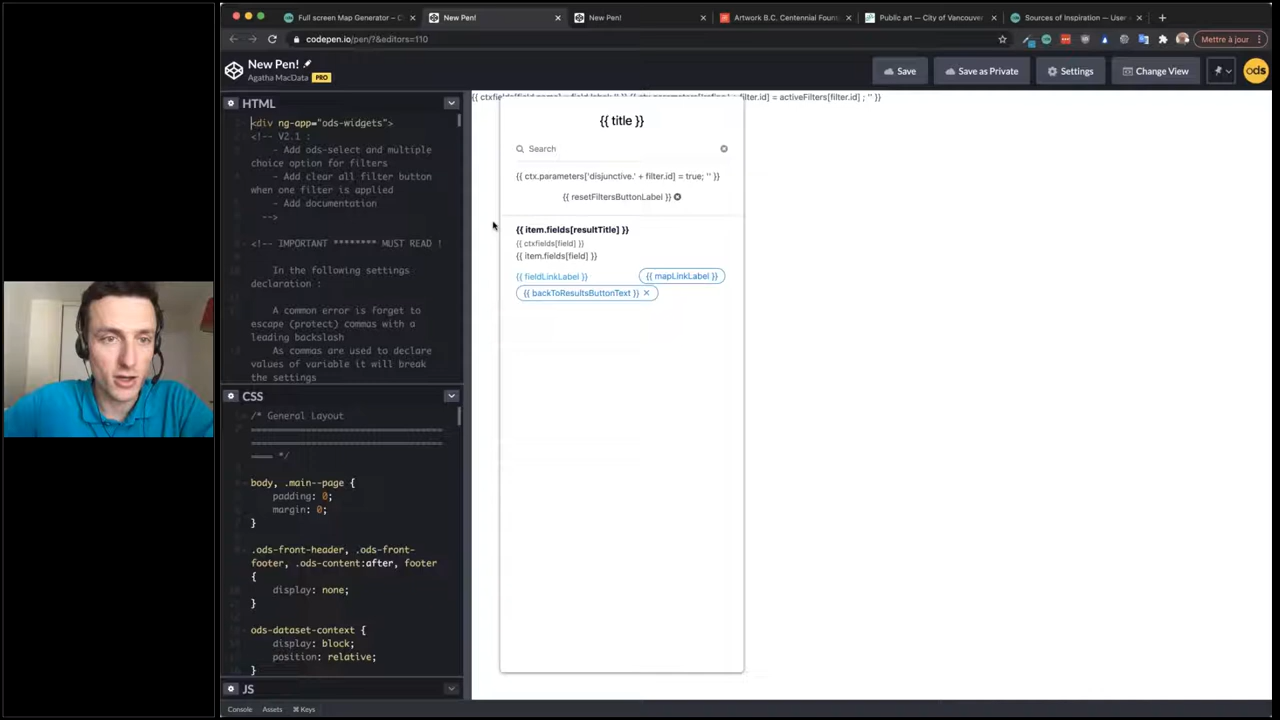 Full screen Map Generator – C
New Pen!
New Pen!
Artwork B.C. Centennial Foun
Public art — City of Vancouver
Sources of Inspiration — User
codepen.io/pen/?&editors=110
Mettre à jour
New Pen!
Agatha MacData PRO
Save
Save as Private
Settings
Change View
ods
HTML
<div ng-app="ods-widgets">
<!-- V2.1 :
- Add ods-select and multiple
choice option for filters
- Add clear all filter button
when one filter is applied
- Add documentation
-->
<!-- IMPORTANT ******** MUST READ !
In the following settings
declaration :
A common error is forget to
escape (protect) commas with a
leading backslash
As commas are used to declare
values of variable it will break
the settings
CSS
/* General Layout
================================
================================
==== */
body, .main--page {
padding: 0;
margin: 0;
}
.ods-front-header, .ods-front-
footer, .ods-content:after, footer
{
display: none;
}
ods-dataset-context {
display: block;
position: relative;
}
JS
Console Assets ⌘ Keys
filter.id] = activeFilters[filter.id] ; '' }}
{{ title }}
Search
{{ ctx.parameters['disjunctive.' + filter.id] = true; '' }}
{{ resetFiltersButtonLabel }}
{{ item.fields[resultTitle] }}
{{ ctxfields[field] }}
{{ item.fields[field] }}
{{ fieldLinkLabel }}
{{ mapLinkLabel }}
{{ backToResultsButtonText }} ×